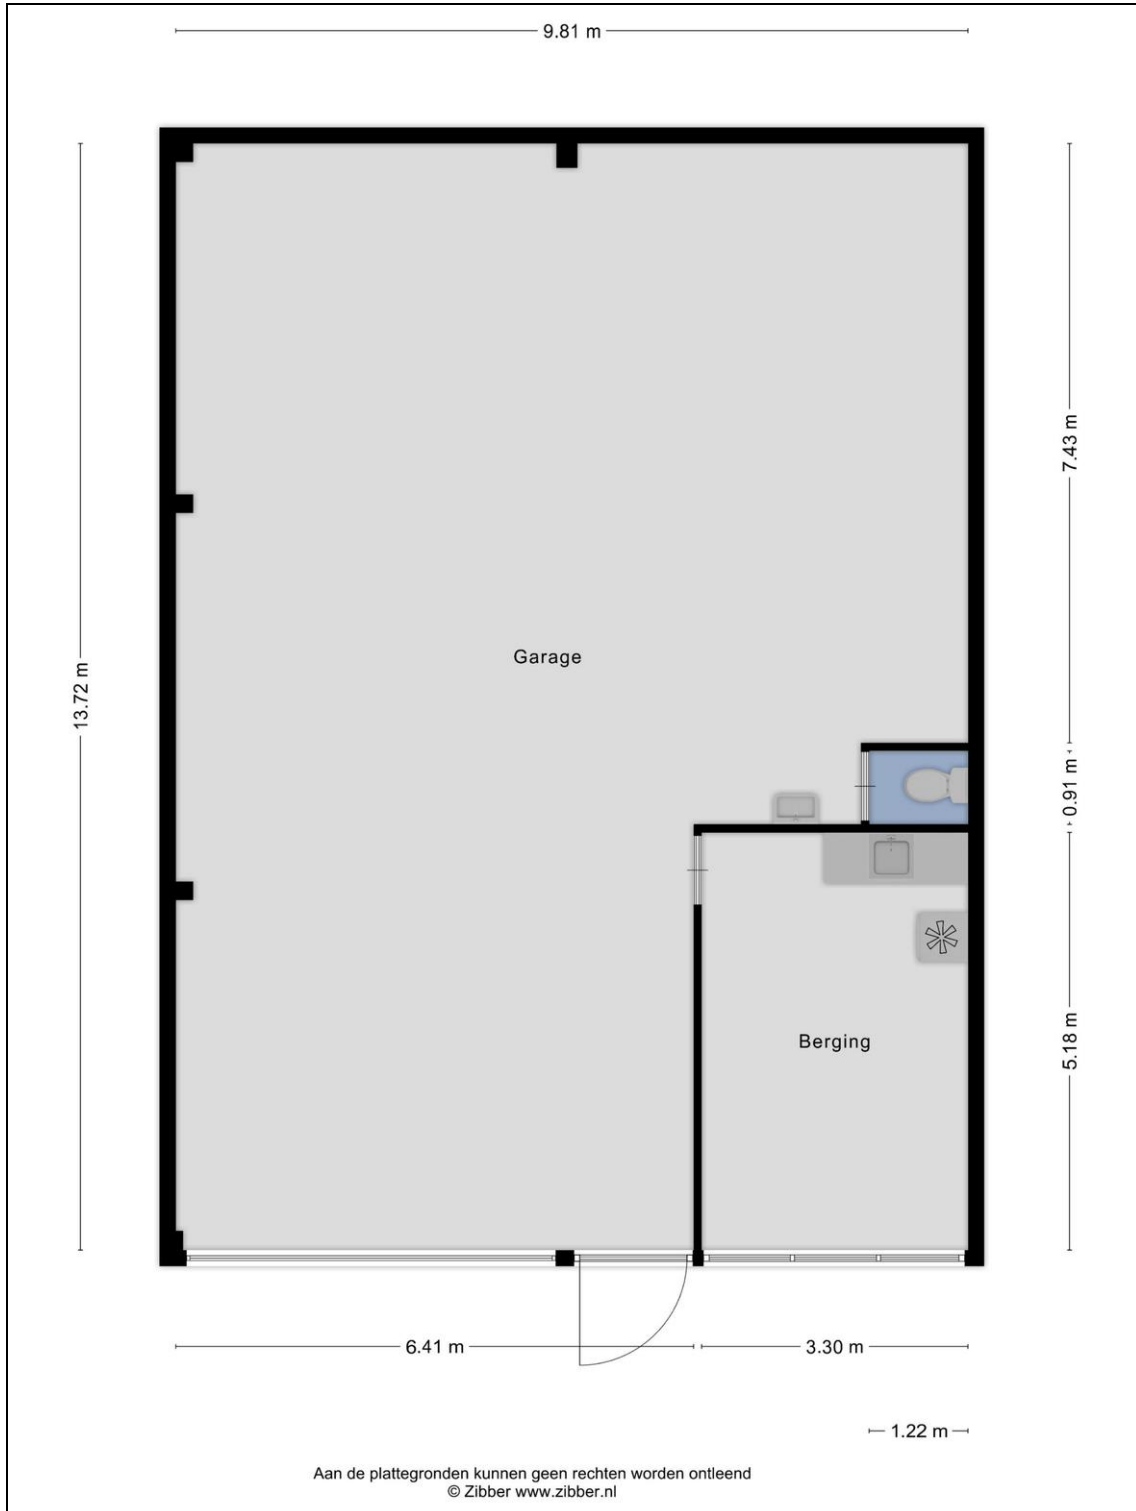 9.81 m
7.43 m
Garage
13.72 m
0.91 m
5.18 m
Berging
6.41 m
3.30 m
1.22 m
Aan de plattegronden kunnen geen rechten worden ontleend
© Zibber www.zibber.nl